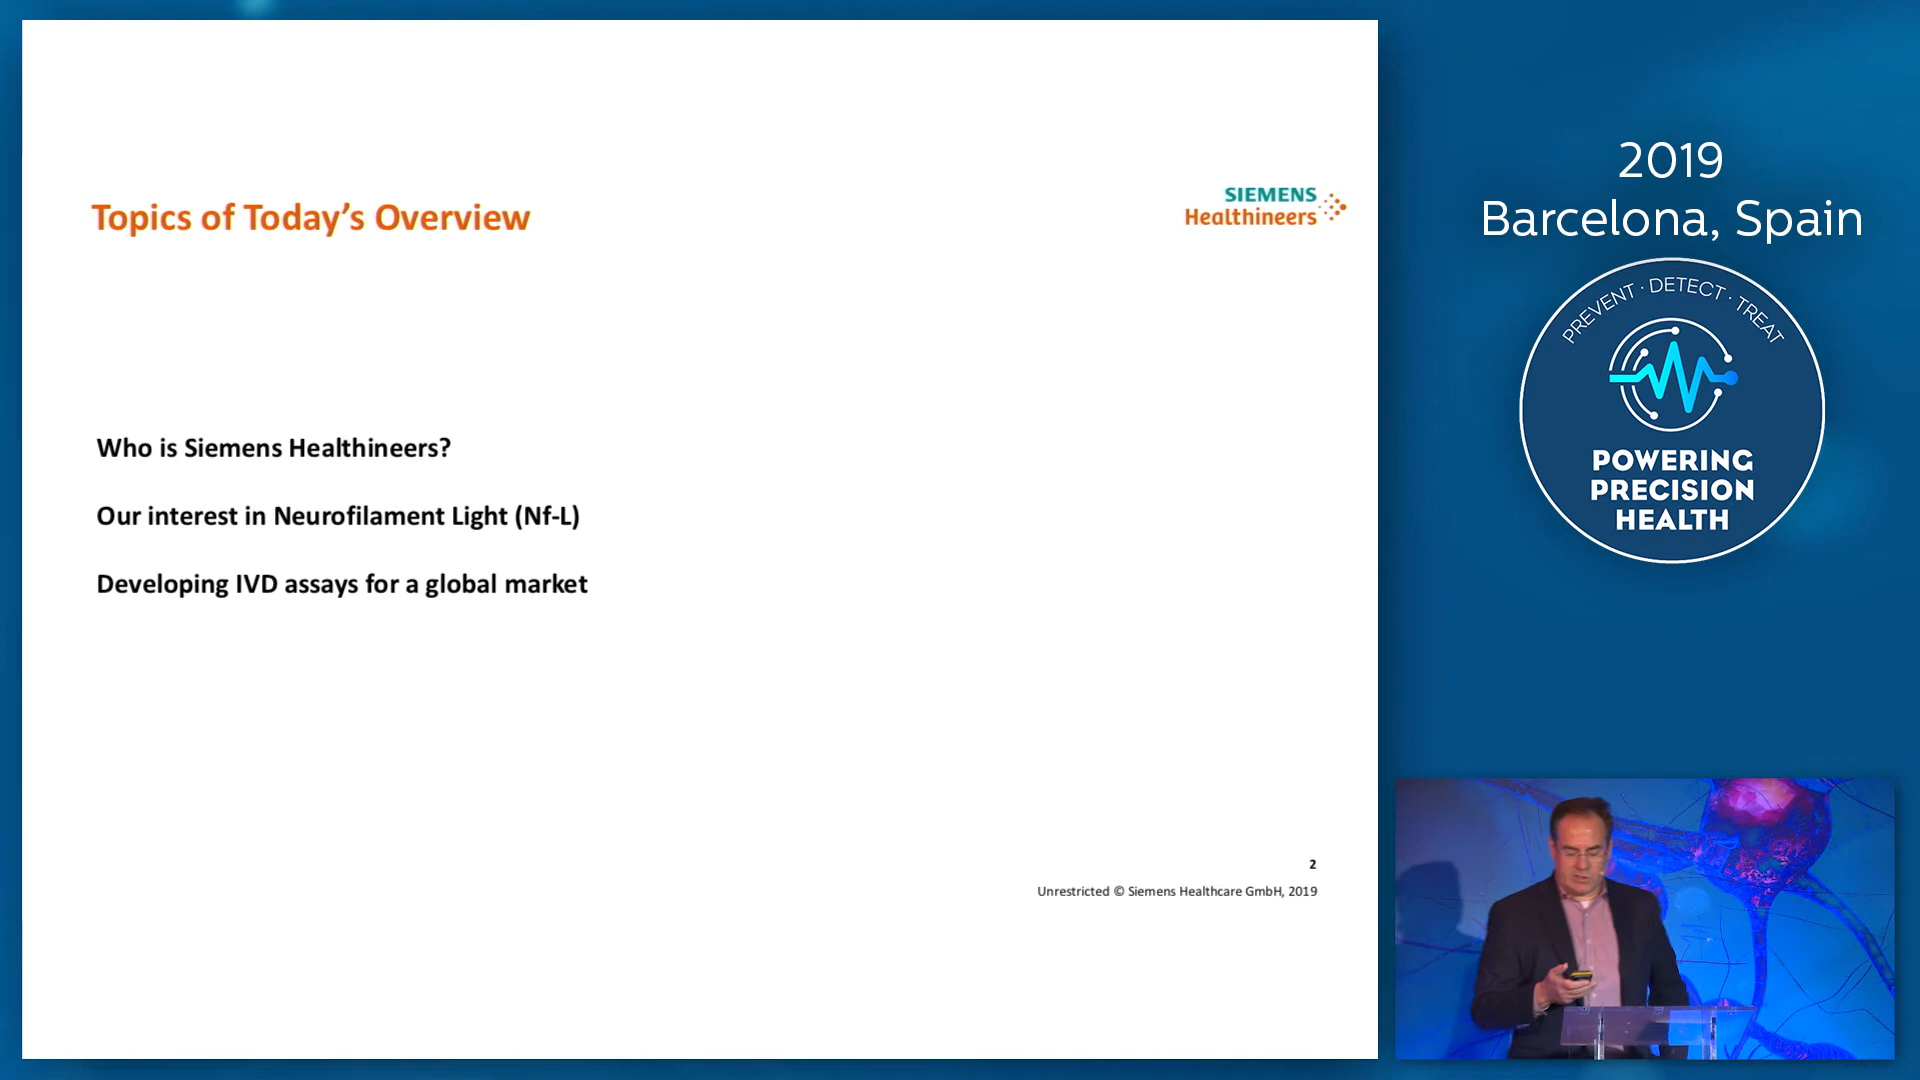 Topics of Today's Overview
SIEMENS
Healthineers
Who is Siemens Healthineers?
Our interest in Neurofilament Light (Nf-L)
Developing IVD assays for a global market
2
Unrestricted © Siemens Healthcare GmbH, 2019
2019
Barcelona, Spain
PREVENT · DETECT · TREAT
POWERING
PRECISION
HEALTH